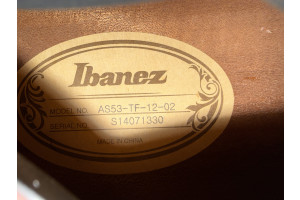 Ibanez
MODEL NO. AS53-TF-12-02
SERIAL NO. S14071330
MADE IN CHINA